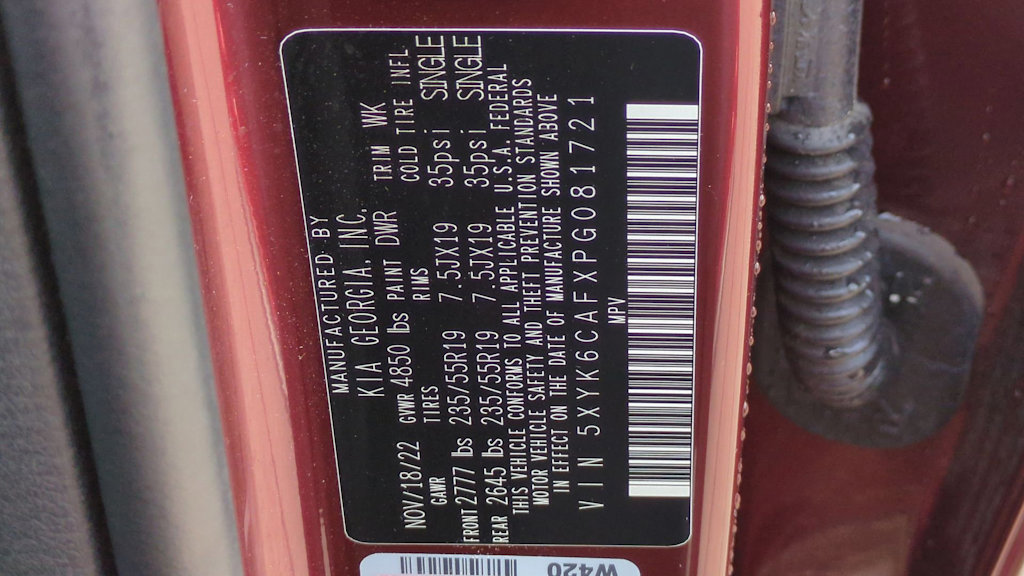 MANUFACTURED BY
KIA GEORGIA, INC.
NOV/18/22 GVWR 4850 lbs PAINT DWR TRIM WK
GAWR TIRES RIMS COLD TIRE INFL
FRONT 2777 lbs 235/55R19 7.5JX19 35psi SINGLE
REAR 2645 lbs 235/55R19 7.5JX19 35psi SINGLE
THIS VEHICLE CONFORMS TO ALL APPLICABLE U.S.A. FEDERAL
MOTOR VEHICLE SAFETY AND THEFT PREVENTION STANDARDS
IN EFFECT ON THE DATE OF MANUFACTURE SHOWN ABOVE
VIN 5XYK6CAFXPG081721
MPV
W420